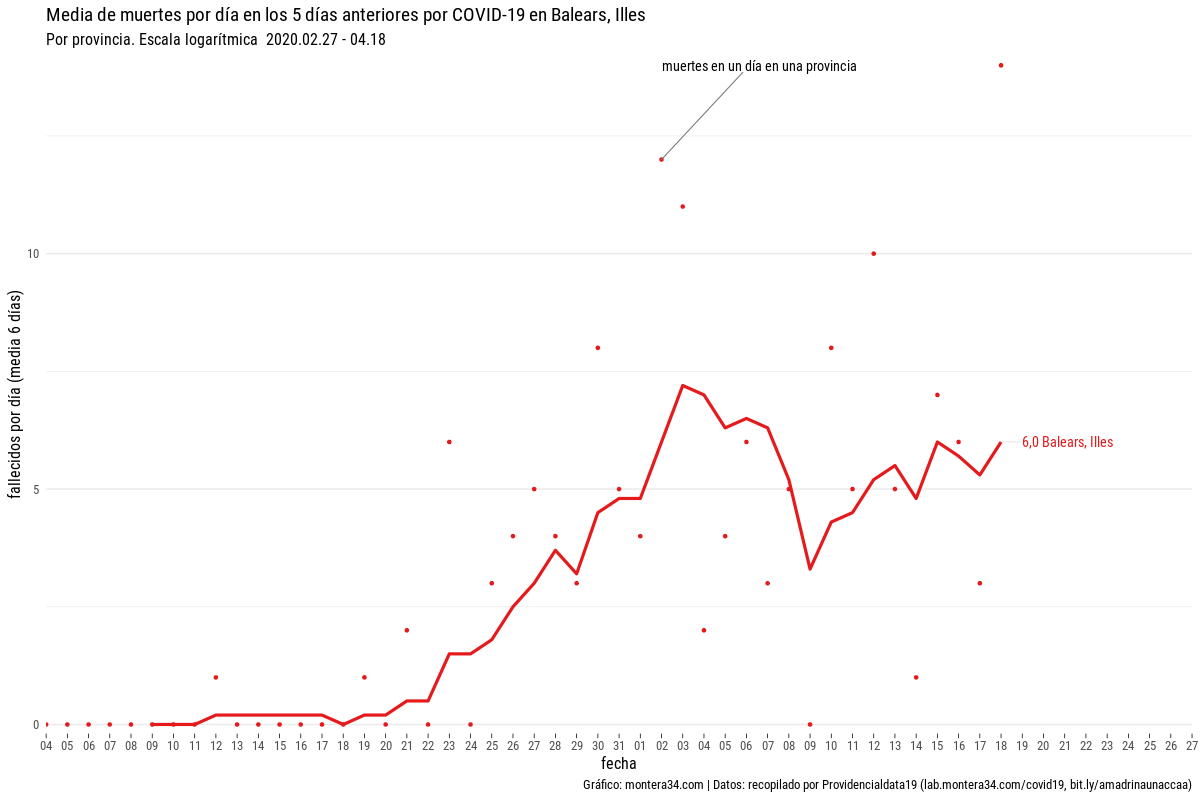 Media de muertes por día en los 5 días anteriores por COVID-19 en Balears, Illes
Por provincia. Escala logarítmica  2020.02.27 - 04.18
muertes en un día en una provincia
10
fallecidos por día (media 6 días)
6,0 Balears, Illes
5
0
04 05 06 07 08 09 10 11 12 13 14 15 16 17 18 19 20 21 22 23 24 25 26 27 28 29 30 31 01 02 03 04 05 06 07 08 09 10 11 12 13 14 15 16 17 18 19 20 21 22 23 24 25 26 27
fecha
Gráfico: montera34.com | Datos: recopilado por Providencialdata19 (lab.montera34.com/covid19, bit.ly/amadrinaunaccaa)